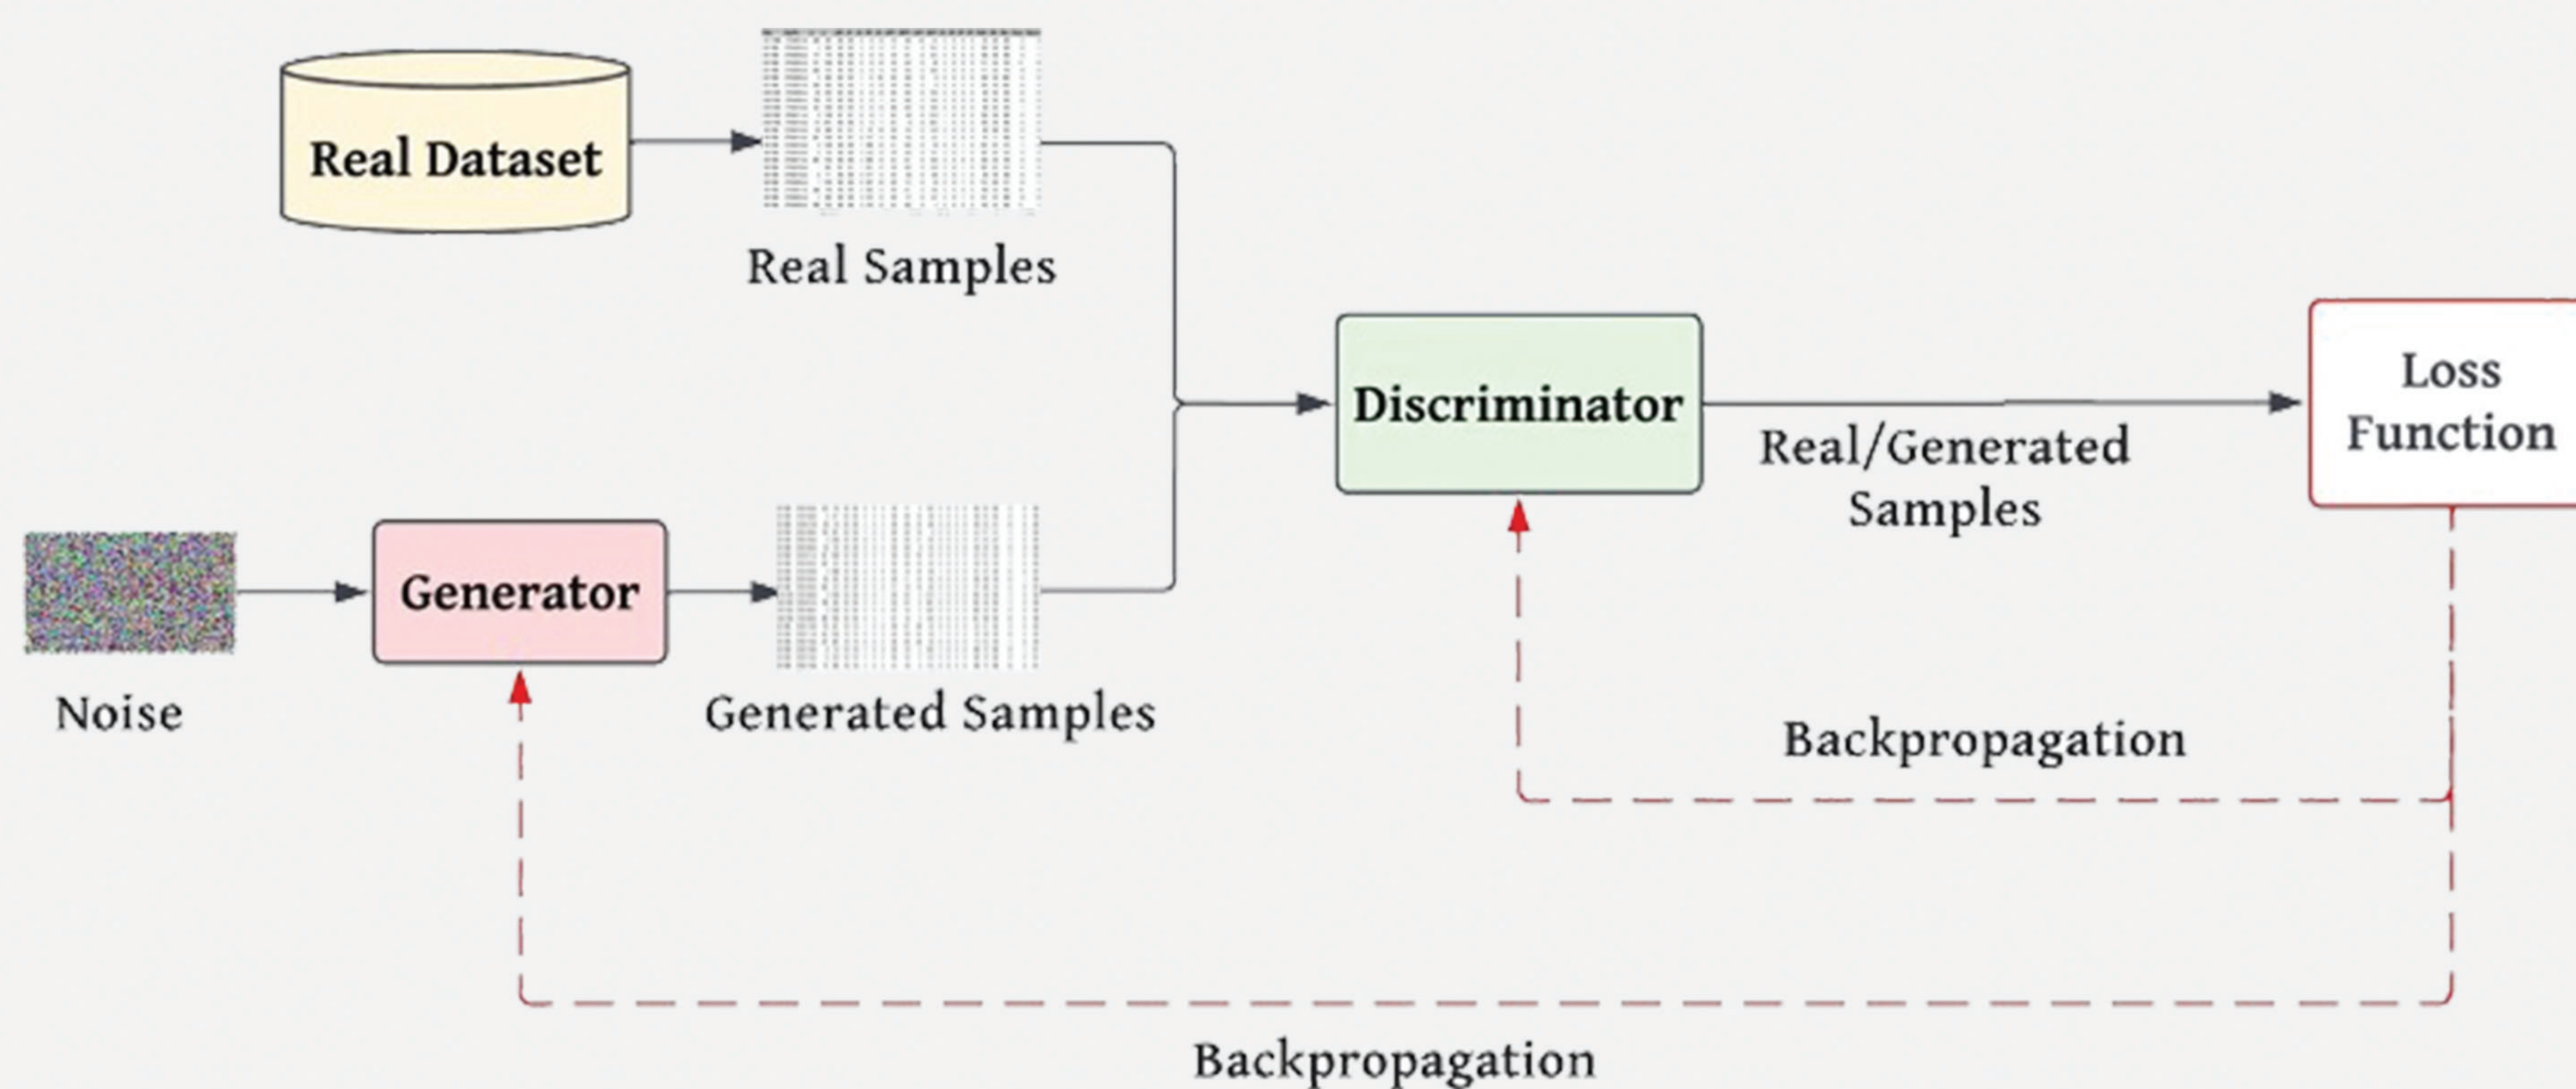 Real Dataset
Real Samples
Discriminator
Real/Generated
Samples
Loss
Function
Noise
Generator
Generated Samples
Backpropagation
Backpropagation